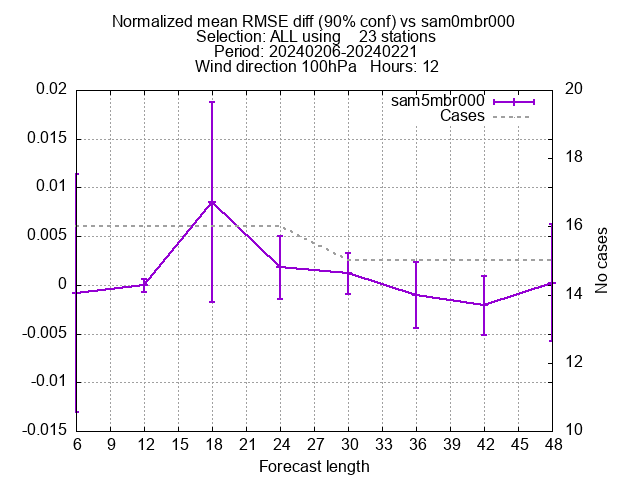 Normalized mean RMSE diff (90% conf) vs sam0mbr000
Selection: ALL using    23 stations
Period: 20240206-20240221
Wind direction 100hPa   Hours: 12
sam5mbr000
Cases
0.02
0.015
0.01
0.005
0
-0.005
-0.01
-0.015
20
18
16
14
12
10
No cases
6 9 12 15 18 21 24 27 30 33 36 39 42 45 48
Forecast length